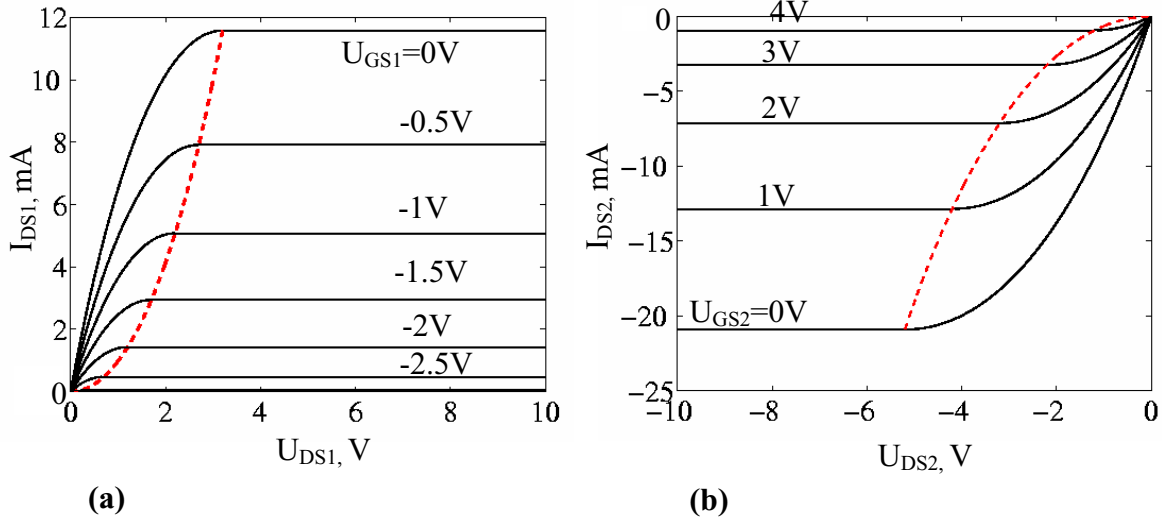 12
10
8
6
4
2
0
I_DS1, mA
U_GS1=0V
-0.5V
-1V
-1.5V
-2V
-2.5V
0 2 4 6 8 10
U_DS1, V
(a)
0
−5
−10
−15
−20
−25
I_DS2, mA
4V
3V
2V
1V
U_GS2=0V
−10 −8 −6 −4 −2 0
U_DS2, V
(b)